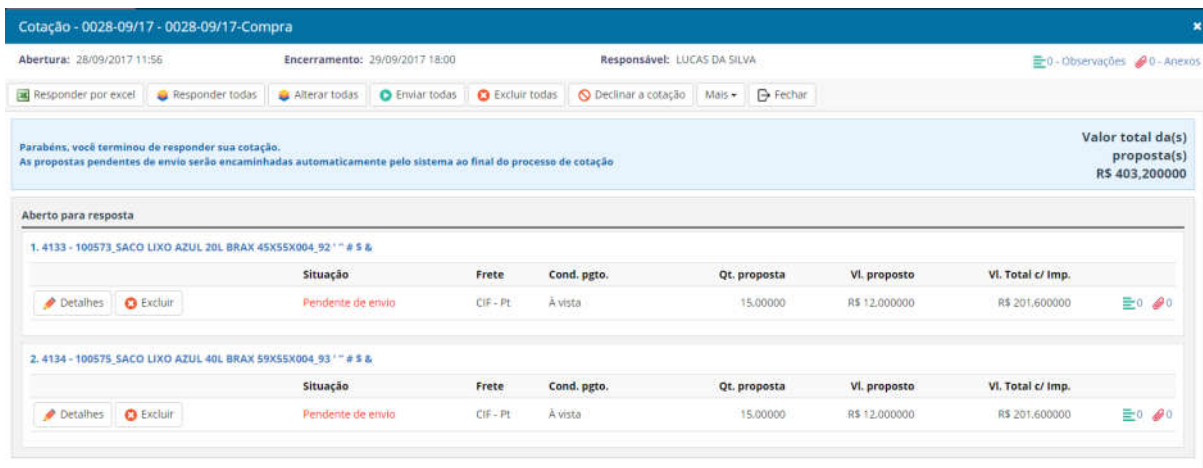 Cotação - 0028-09/17 - 0028-09/17-Compra
Abertura: 28/09/2017 11:56 Encerramento: 29/09/2017 18:00 Responsável: LUCAS DA SILVA 0 - Observações 0 - Anexos
Responder por excel Responder todas Alterar todas Enviar todas Excluir todas Declinar a cotação Mais Fechar
Parabéns, você terminou de responder sua cotação.
As propostas pendentes de envio serão encaminhadas automaticamente pelo sistema ao final do processo de cotação
Valor total da(s)
proposta(s)
R$ 403,200000
Aberto para resposta
1. 4133 - 100573_SACO LIXO AZUL 20L BRAX 45X55X004_92 ' " # $ &
Situação Frete Cond. pgto. Qt. proposta Vl. proposto Vl. Total c/ Imp.
Detalhes Excluir Pendente de envio CIF - Pt À vista 15,00000 R$ 12,000000 R$ 201,600000 0 0
2. 4134 - 100575_SACO LIXO AZUL 40L BRAX 59X55X004_93 ' " # $ &
Situação Frete Cond. pgto. Qt. proposta Vl. proposto Vl. Total c/ Imp.
Detalhes Excluir Pendente de envio CIF - Pt À vista 15,00000 R$ 12,000000 R$ 201,600000 0 0